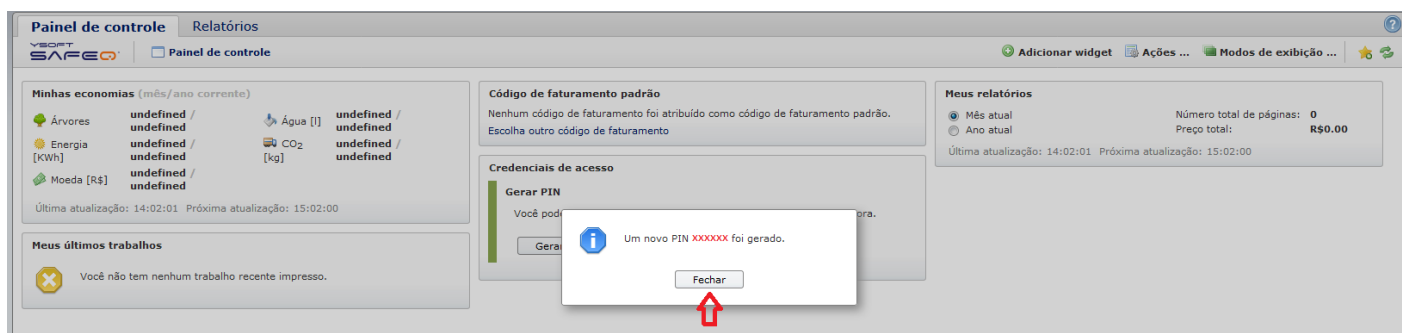 Painel de controle Relatórios
YSOFT
SAFEQ Painel de controle Adicionar widget Ações ... Modos de exibição ...
Minhas economias (mês/ano corrente)
Árvores undefined / undefined Água [l] undefined / undefined
Energia [KWh] undefined / undefined CO2 [kg] undefined / undefined
Moeda [R$] undefined / undefined
Última atualização: 14:02:01 Próxima atualização: 15:02:00
Meus últimos trabalhos
Você não tem nenhum trabalho recente impresso.
Código de faturamento padrão
Nenhum código de faturamento foi atribuído como código de faturamento padrão.
Escolha outro código de faturamento
Credenciais de acesso
Gerar PIN
Você pod ora.
Gera
Um novo PIN XXXXXX foi gerado.
Fechar
Meus relatórios
Mês atual Número total de páginas: 0
Ano atual Preço total: R$0.00
Última atualização: 14:02:01 Próxima atualização: 15:02:00